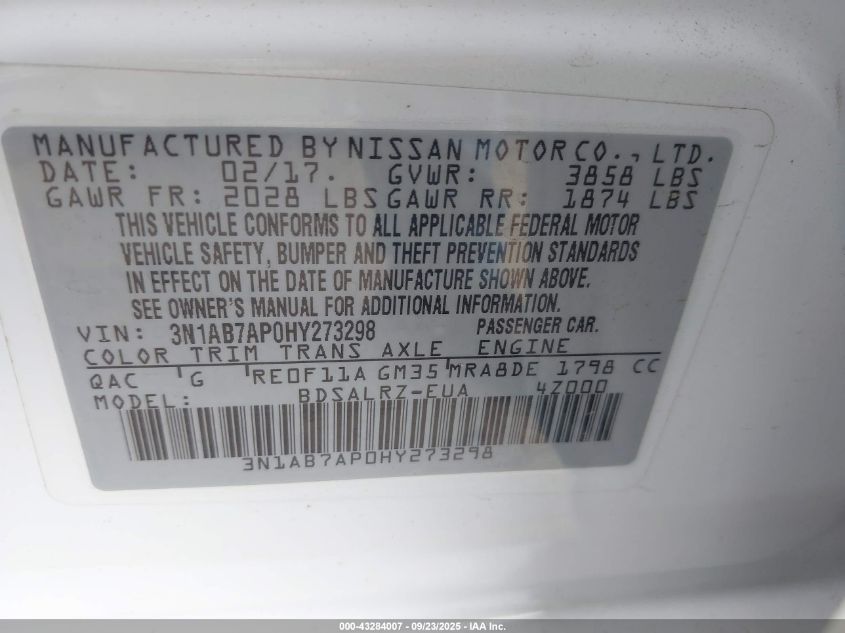 MANUFACTURED BY NISSAN MOTOR CO., LTD.
DATE: 02/17. GVWR: 3858 LBS
GAWR FR: 2028 LBS GAWR RR: 1874 LBS
THIS VEHICLE CONFORMS TO ALL APPLICABLE FEDERAL MOTOR
VEHICLE SAFETY, BUMPER AND THEFT PREVENTION STANDARDS
IN EFFECT ON THE DATE OF MANUFACTURE SHOWN ABOVE.
SEE OWNER'S MANUAL FOR ADDITIONAL INFORMATION.
VIN: 3N1AB7AP0HY273298 PASSENGER CAR.
COLOR TRIM TRANS AXLE ENGINE
QAC G RE0F11A GM35 MRA8DE 1798 CC
MODEL: BDSALRZ-EUA 4Z000
3N1AB7AP0HY273298
000-43284007 - 09/23/2025 - IAA Inc.